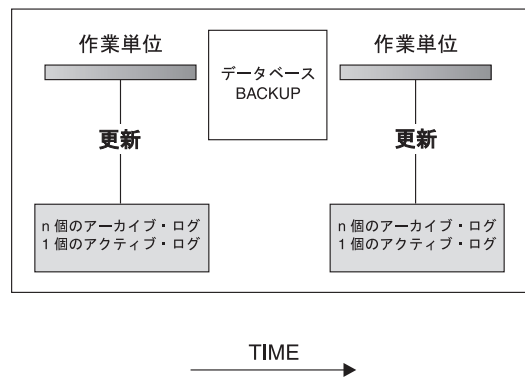 作業単位
データベース
BACKUP
作業単位
更新
更新
n 個のアーカイブ・ログ
1 個のアクティブ・ログ
n 個のアーカイブ・ログ
1 個のアクティブ・ログ
TIME